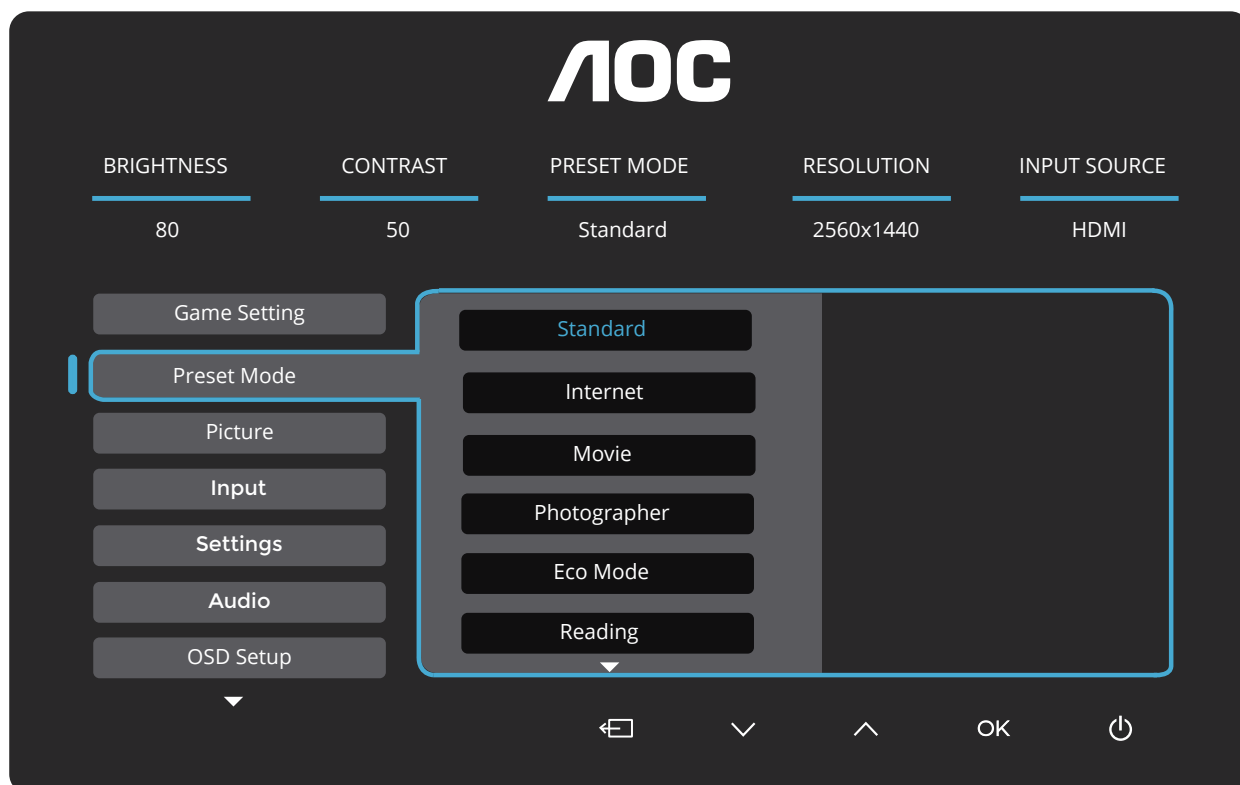 AOC
BRIGHTNESS CONTRAST PRESET MODE RESOLUTION INPUT SOURCE
80 50 Standard 2560x1440 HDMI
Game Setting
Preset Mode
Picture
Input
Settings
Audio
OSD Setup
Standard
Internet
Movie
Photographer
Eco Mode
Reading
OK